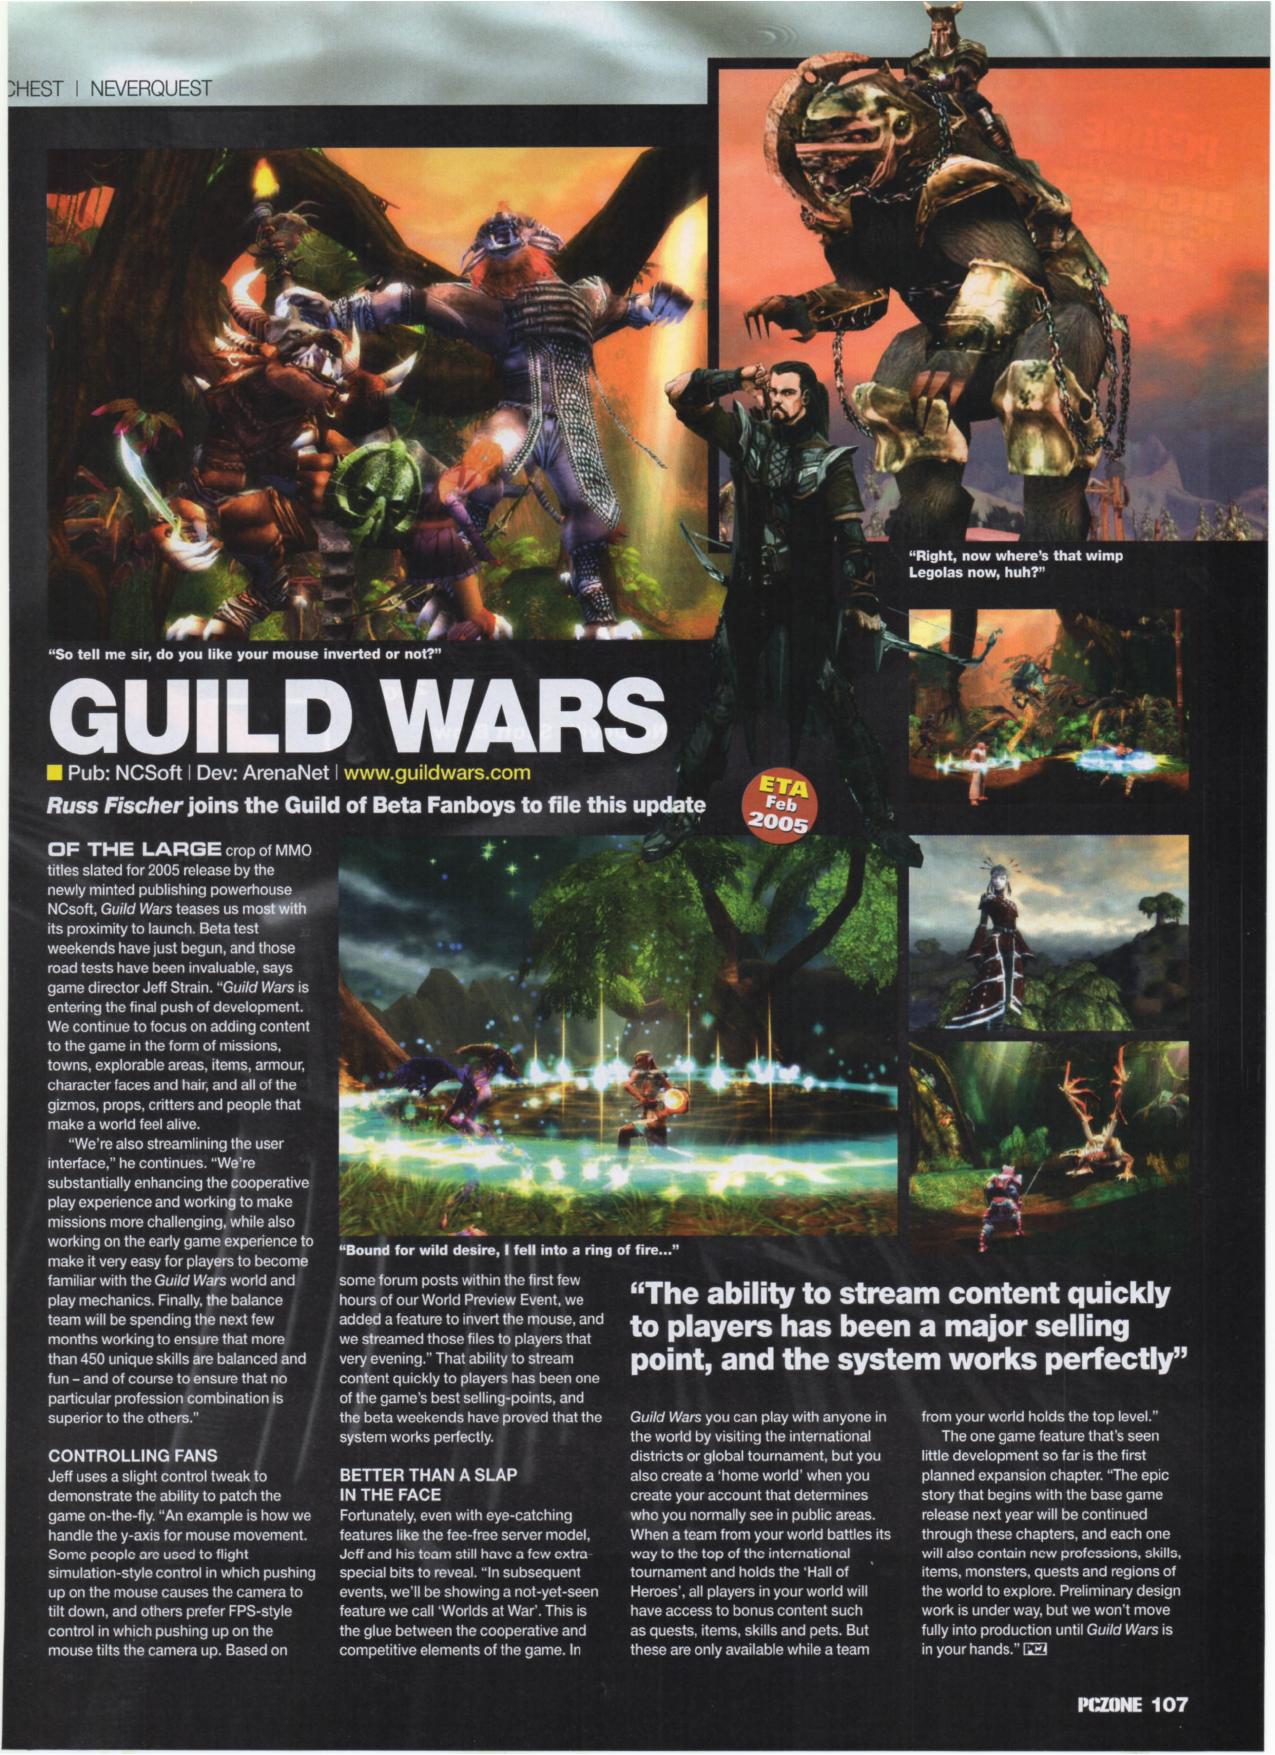 CHEST | NEVERQUEST
"Right, now where's that wimp
Legolas now, huh?"
"So tell me sir, do you like your mouse inverted or not?"
GUILD WARS
Pub: NCSoft | Dev: ArenaNet | www.guildwars.com
Russ Fischer joins the Guild of Beta Fanboys to file this update
ETA
Feb
2005
OF THE LARGE crop of MMO
titles slated for 2005 release by the
newly minted publishing powerhouse
NCsoft, Guild Wars teases us most with
its proximity to launch. Beta test
weekends have just begun, and those
road tests have been invaluable, says
game director Jeff Strain. "Guild Wars is
entering the final push of development.
We continue to focus on adding content
to the game in the form of missions,
towns, explorable areas, items, armour,
character faces and hair, and all of the
gizmos, props, critters and people that
make a world feel alive.
"We're also streamlining the user
interface," he continues. "We're
substantially enhancing the cooperative
play experience and working to make
missions more challenging, while also
working on the early game experience to
make it very easy for players to become
familiar with the Guild Wars world and
play mechanics. Finally, the balance
team will be spending the next few
months working to ensure that more
than 450 unique skills are balanced and
fun – and of course to ensure that no
particular profession combination is
superior to the others."
CONTROLLING FANS
Jeff uses a slight control tweak to
demonstrate the ability to patch the
game on-the-fly. "An example is how we
handle the y-axis for mouse movement.
Some people are used to flight
simulation-style control in which pushing
up on the mouse causes the camera to
tilt down, and others prefer FPS-style
control in which pushing up on the
mouse tilts the camera up. Based on
"Bound for wild desire, I fell into a ring of fire..."
some forum posts within the first few
hours of our World Preview Event, we
added a feature to invert the mouse, and
we streamed those files to players that
very evening." That ability to stream
content quickly to players has been one
of the game's best selling-points, and
the beta weekends have proved that the
system works perfectly.
BETTER THAN A SLAP
IN THE FACE
Fortunately, even with eye-catching
features like the fee-free server model,
Jeff and his team still have a few extra-
special bits to reveal. "In subsequent
events, we'll be showing a not-yet-seen
feature we call 'Worlds at War'. This is
the glue between the cooperative and
competitive elements of the game. In
"The ability to stream content quickly
to players has been a major selling
point, and the system works perfectly"
Guild Wars you can play with anyone in
the world by visiting the international
districts or global tournament, but you
also create a 'home world' when you
create your account that determines
who you normally see in public areas.
When a team from your world battles its
way to the top of the international
tournament and holds the 'Hall of
Heroes', all players in your world will
have access to bonus content such
as quests, items, skills and pets. But
these are only available while a team
from your world holds the top level."
The one game feature that's seen
little development so far is the first
planned expansion chapter. "The epic
story that begins with the base game
release next year will be continued
through these chapters, and each one
will also contain new professions, skills,
items, monsters, quests and regions of
the world to explore. Preliminary design
work is under way, but we won't move
fully into production until Guild Wars is
in your hands." PCZ
PCZONE 107